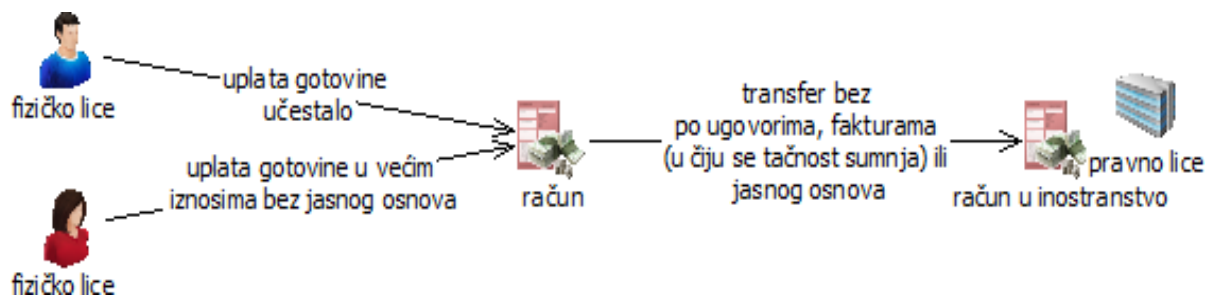 fizičko lice
uplata gotovine
učestalo
uplata gotovine u većim
iznosima bez jasnog osnova
fizičko lice
račun
transfer bez
po ugovorima, fakturama
(u čiju se tačnost sumnja) ili
jasnog osnova
pravno lice
račun u inostranstvo